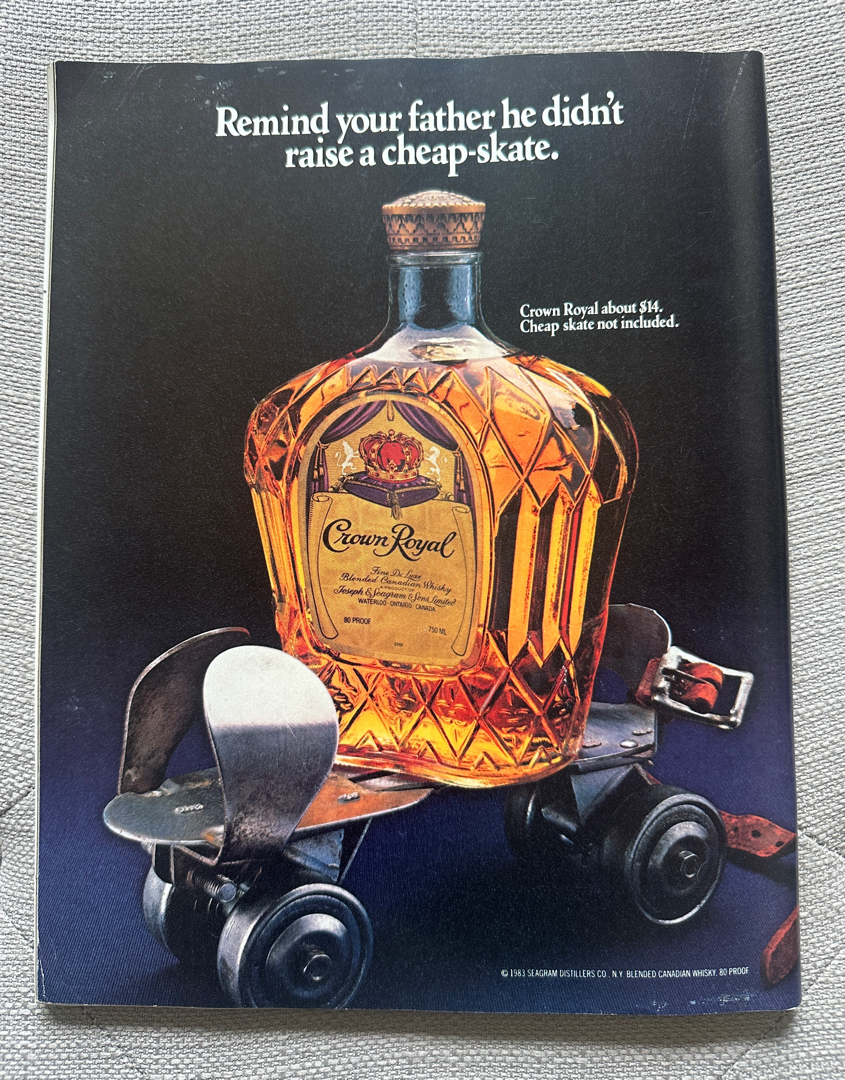 Remind your father he didn't
raise a cheap-skate.
Crown Royal about $14.
Cheap skate not included.
Crown Royal
Fine De Luxe
Blended Canadian Whisky
A PRODUCT OF
Joseph E. Seagram & Sons Limited
WATERLOO · ONTARIO CANADA
80 PROOF
750 ML
© 1983 SEAGRAM DISTILLERS CO., N.Y. BLENDED CANADIAN WHISKY. 80 PROOF